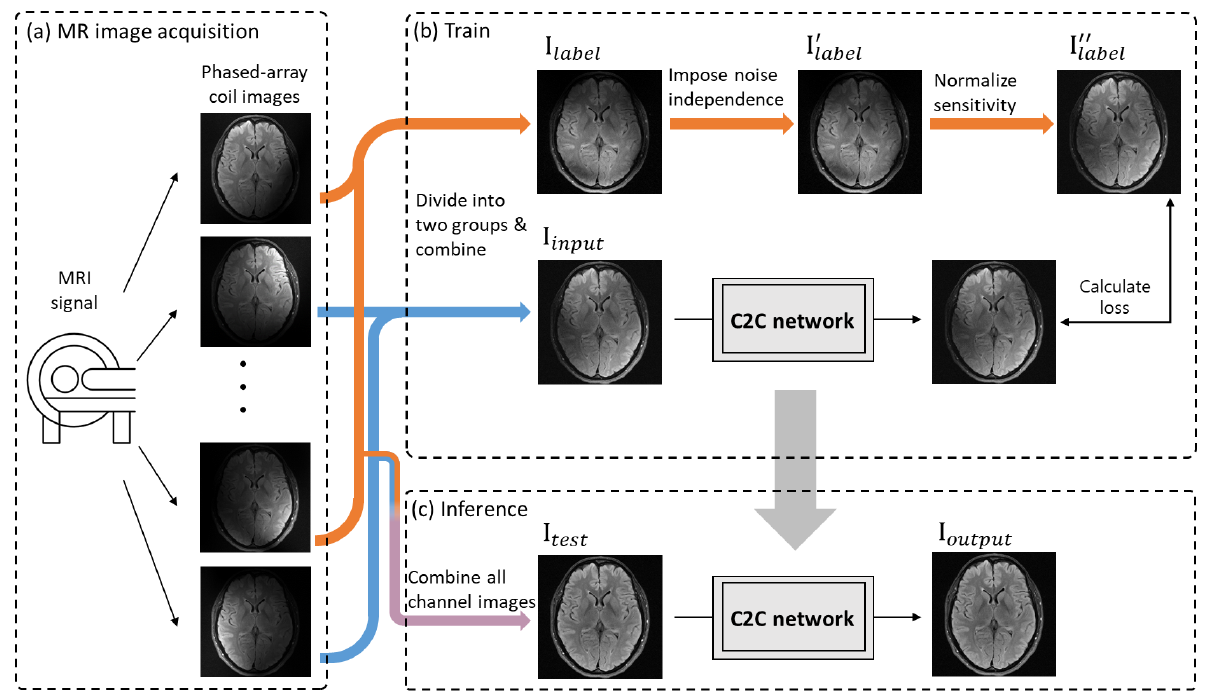 (a) MR image acquisition
Phased-array
coil images
MRI
signal
(b) Train
I_{label}
Impose noise
independence
I'_{label}
Normalize
sensitivity
I''_{label}
Divide into
two groups &
combine
I_{input}
C2C network
Calculate
loss
(c) Inference
I_{test}
Combine all
channel images
C2C network
I_{output}